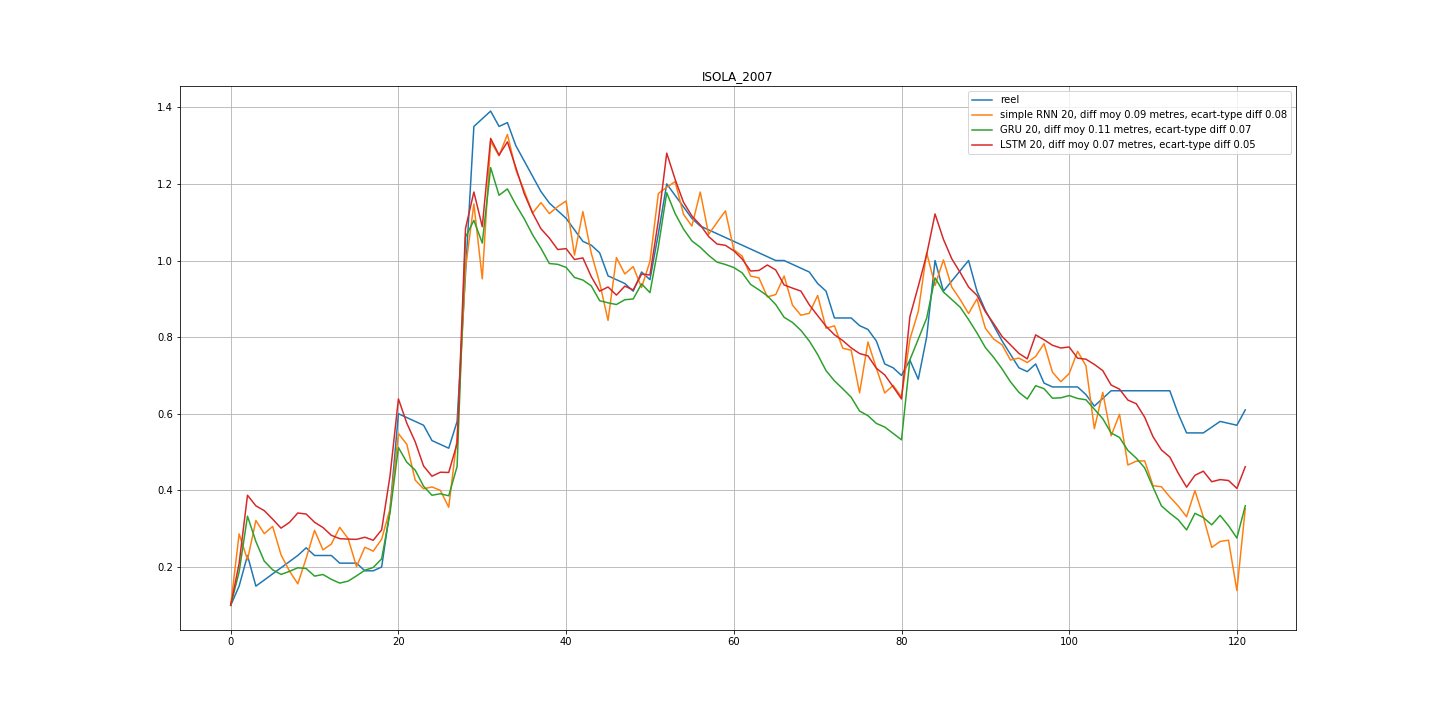 ISOLA_2007
reel
simple RNN 20, diff moy 0.09 metres, ecart-type diff 0.08
GRU 20, diff moy 0.11 metres, ecart-type diff 0.07
LSTM 20, diff moy 0.07 metres, ecart-type diff 0.05
1.4
1.2
1.0
0.8
0.6
0.4
0.2
0 20 40 60 80 100 120